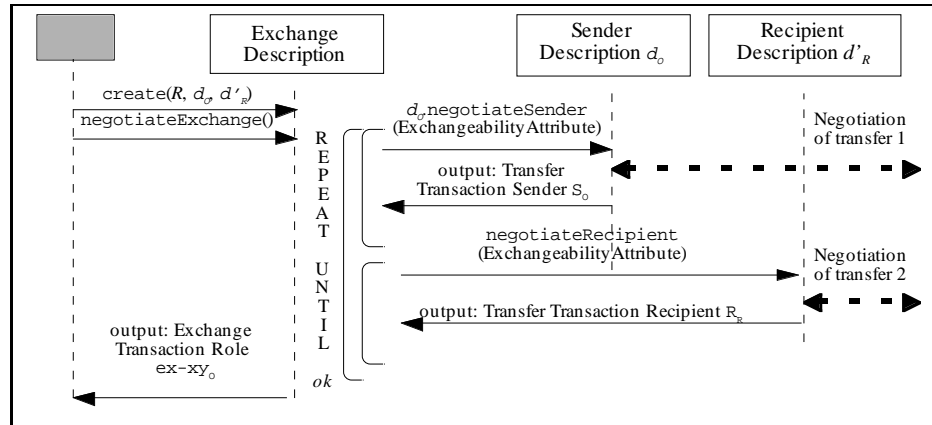 Exchange
Description
Sender
Description d_o
Recipient
Description d'_R
create(R, d_o, d'_R)
negotiateExchange()
d_o.negotiateSender
(ExchangeabilityAttribute)
Negotiation
of transfer 1
output: Transfer
Transaction Sender S_o
REPEAT
UNTIL
ok
negotiateRecipient
(ExchangeabilityAttribute)
Negotiation
of transfer 2
output: Transfer Transaction Recipient R_R
output: Exchange
Transaction Role
ex-xy_o